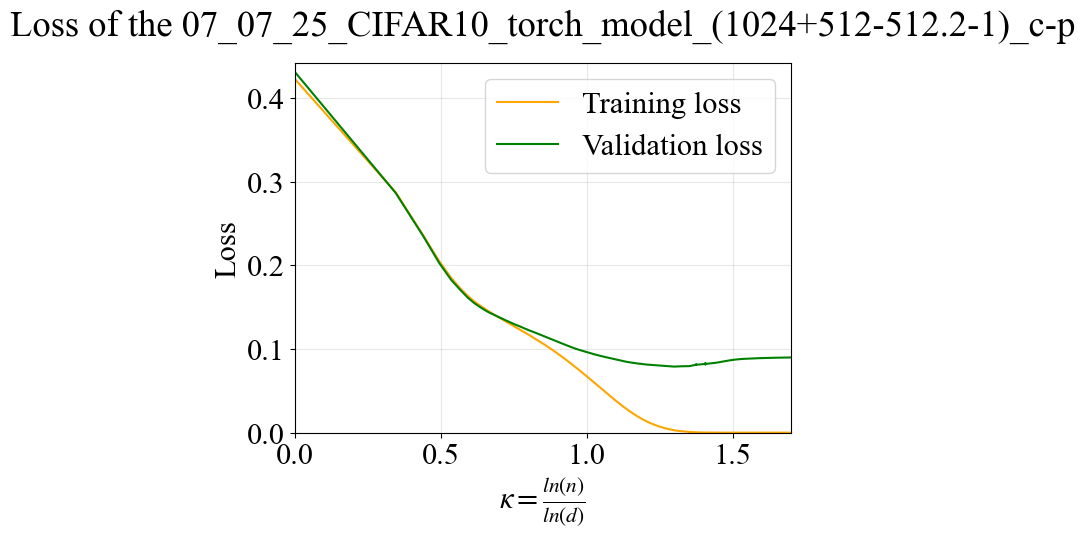 Loss of the 07_07_25_CIFAR10_torch_model_(1024+512-512.2-1)_c-p
Training loss
Validation loss
0.4
0.3
0.2
0.1
0.0
Loss
0.0 0.5 1.0 1.5
κ = ln(n) / ln(d)